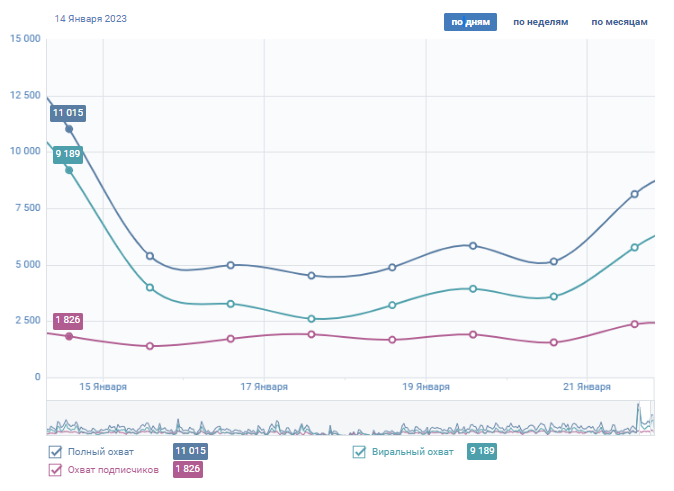 14 Января 2023
по дням по неделям по месяцам
15 000
12 500
11 015
10 000
9 189
7 500
5 000
2 500
1 826
0
15 Января 17 Января 19 Января 21 Января
Полный охват 11 015 Виральный охват 9 189
Охват подписчиков 1 826